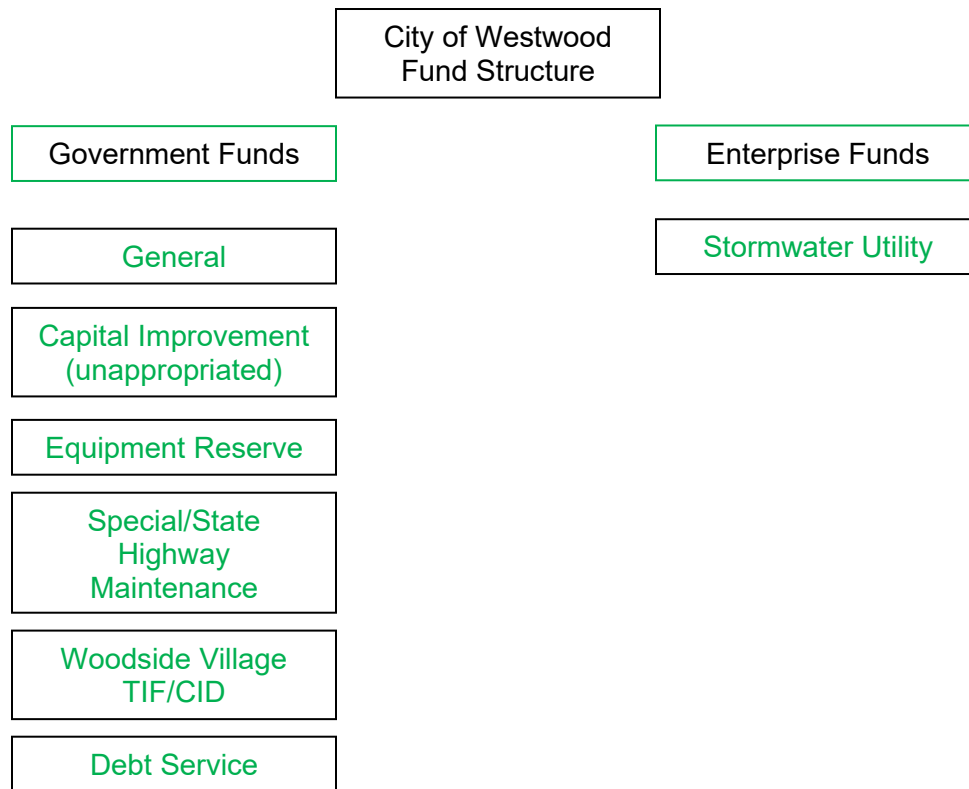 City of Westwood
Fund Structure
Government Funds
Enterprise Funds
General
Stormwater Utility
Capital Improvement
(unappropriated)
Equipment Reserve
Special/State
Highway
Maintenance
Woodside Village
TIF/CID
Debt Service